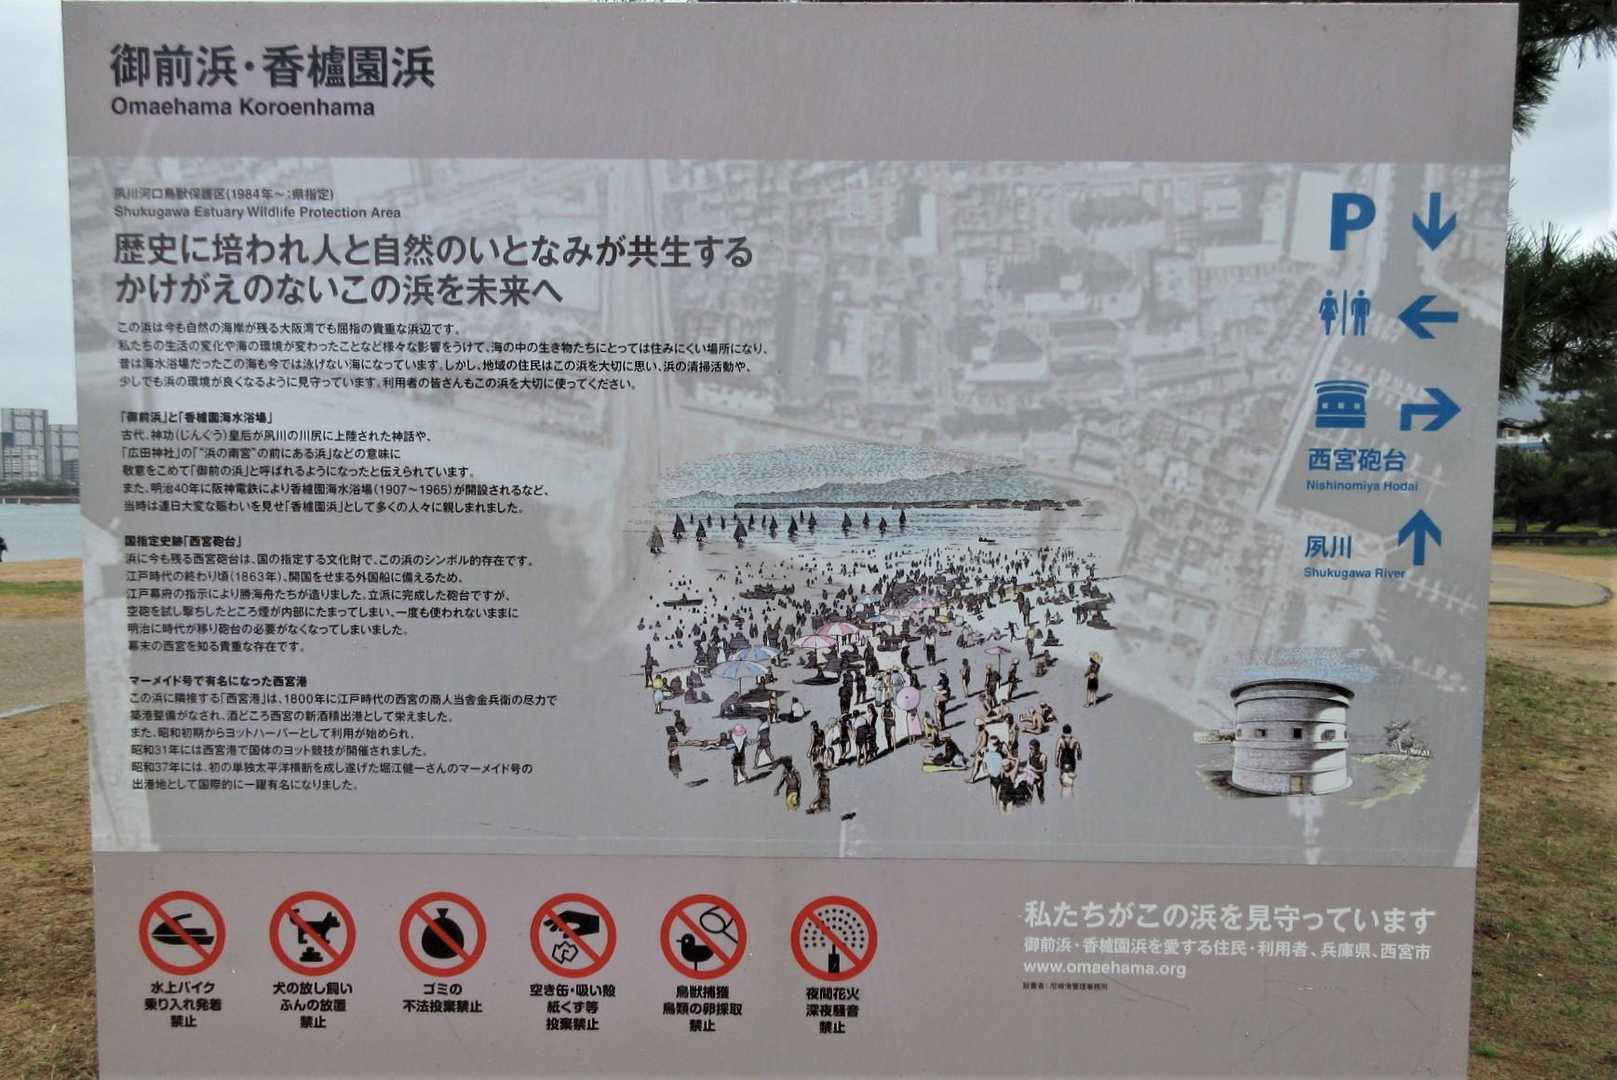 御前浜・香櫨園浜
Omaehama Koroenhama
夙川河口鳥獣保護区(1984年～:県指定)
Shukugawa Estuary Wildlife Protection Area
歴史に培われ人と自然のいとなみが共生する
かけがえのないこの浜を未来へ
この浜は今も自然の海岸が残る大阪湾でも屈指の貴重な浜辺です。
私たちの生活の変化や海の環境が変わったことなど様々な影響をうけて、海の中の生き物たちにとっては住みにくい場所になり、
昔は海水浴場だったこの海も今では泳げない海になっています。しかし、地域の住民はこの浜を大切に思い、浜の清掃活動や、
少しでも浜の環境が良くなるように見守っています。利用者の皆さんもこの浜を大切に使ってください。
「御前浜」と「香櫨園海水浴場」
古代、神功(じんぐう)皇后が夙川の川尻に上陸された神話や、
「広田神社」の「“浜の南宮”の前にある浜」などの意味に
敬意をこめて「御前の浜」と呼ばれるようになったと伝えられています。
また、明治40年に阪神電鉄により香櫨園海水浴場(1907～1965)が開設されるなど、
当時は連日大変な賑わいを見せ「香櫨園浜」として多くの人々に親しまれました。
国指定史跡「西宮砲台」
浜に今も残る西宮砲台は、国の指定する文化財で、この浜のシンボル的存在です。
江戸時代の終わり頃(1863年)、開国をせまる外国船に備えるため、
江戸幕府の指示により勝海舟たちが造りました。立派に完成した砲台ですが、
空砲を試し撃ちしたところ煙が内部にたまってしまい、一度も使われないままに
明治に時代が移り砲台の必要がなくなってしまいました。
幕末の西宮を知る貴重な存在です。
マーメイド号で有名になった西宮港
この浜に隣接する「西宮港」は、1800年に江戸時代の西宮の商人当舎金兵衛の尽力で
築港整備がなされ、酒どころ西宮の新酒積出港として栄えました。
また、昭和初期からヨットハーバーとして利用が始められ、
昭和31年には西宮港で国体のヨット競技が開催されました。
昭和37年には、初の単独太平洋横断を成し遂げた堀江健一さんのマーメイド号の
出港地として国際的に一躍有名になりました。
P
西宮砲台
Nishinomiya Hodai
夙川
Shukugawa River
水上バイク
乗り入れ発着
禁止
犬の放し飼い
ふんの放置
禁止
ゴミの
不法投棄禁止
空き缶・吸い殻
紙くず等
投棄禁止
鳥獣捕獲
鳥類の卵採取
禁止
夜間花火
深夜騒音
禁止
私たちがこの浜を見守っています
御前浜・香櫨園浜を愛する住民・利用者、兵庫県、西宮市
www.omaehama.org
設置者：尼崎港管理事務所